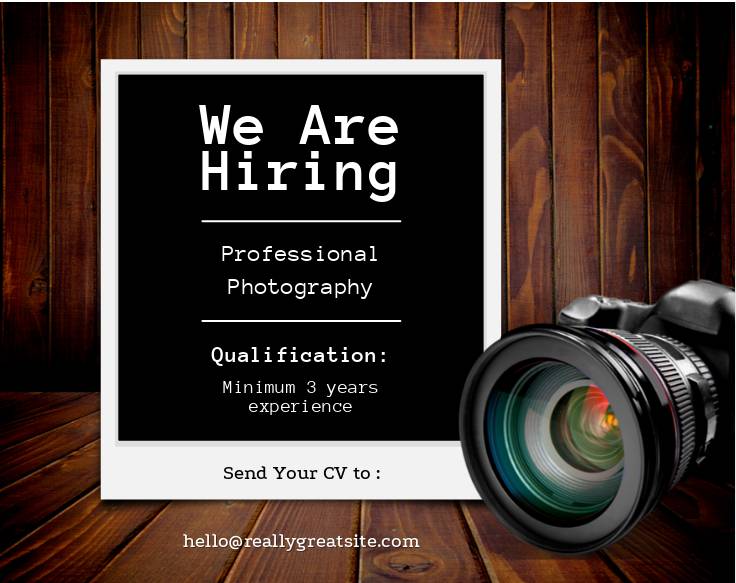 We Are
Hiring
Professional
Photography
Qualification:
Minimum 3 years
experience
Send Your CV to :
hello@reallygreatsite.com